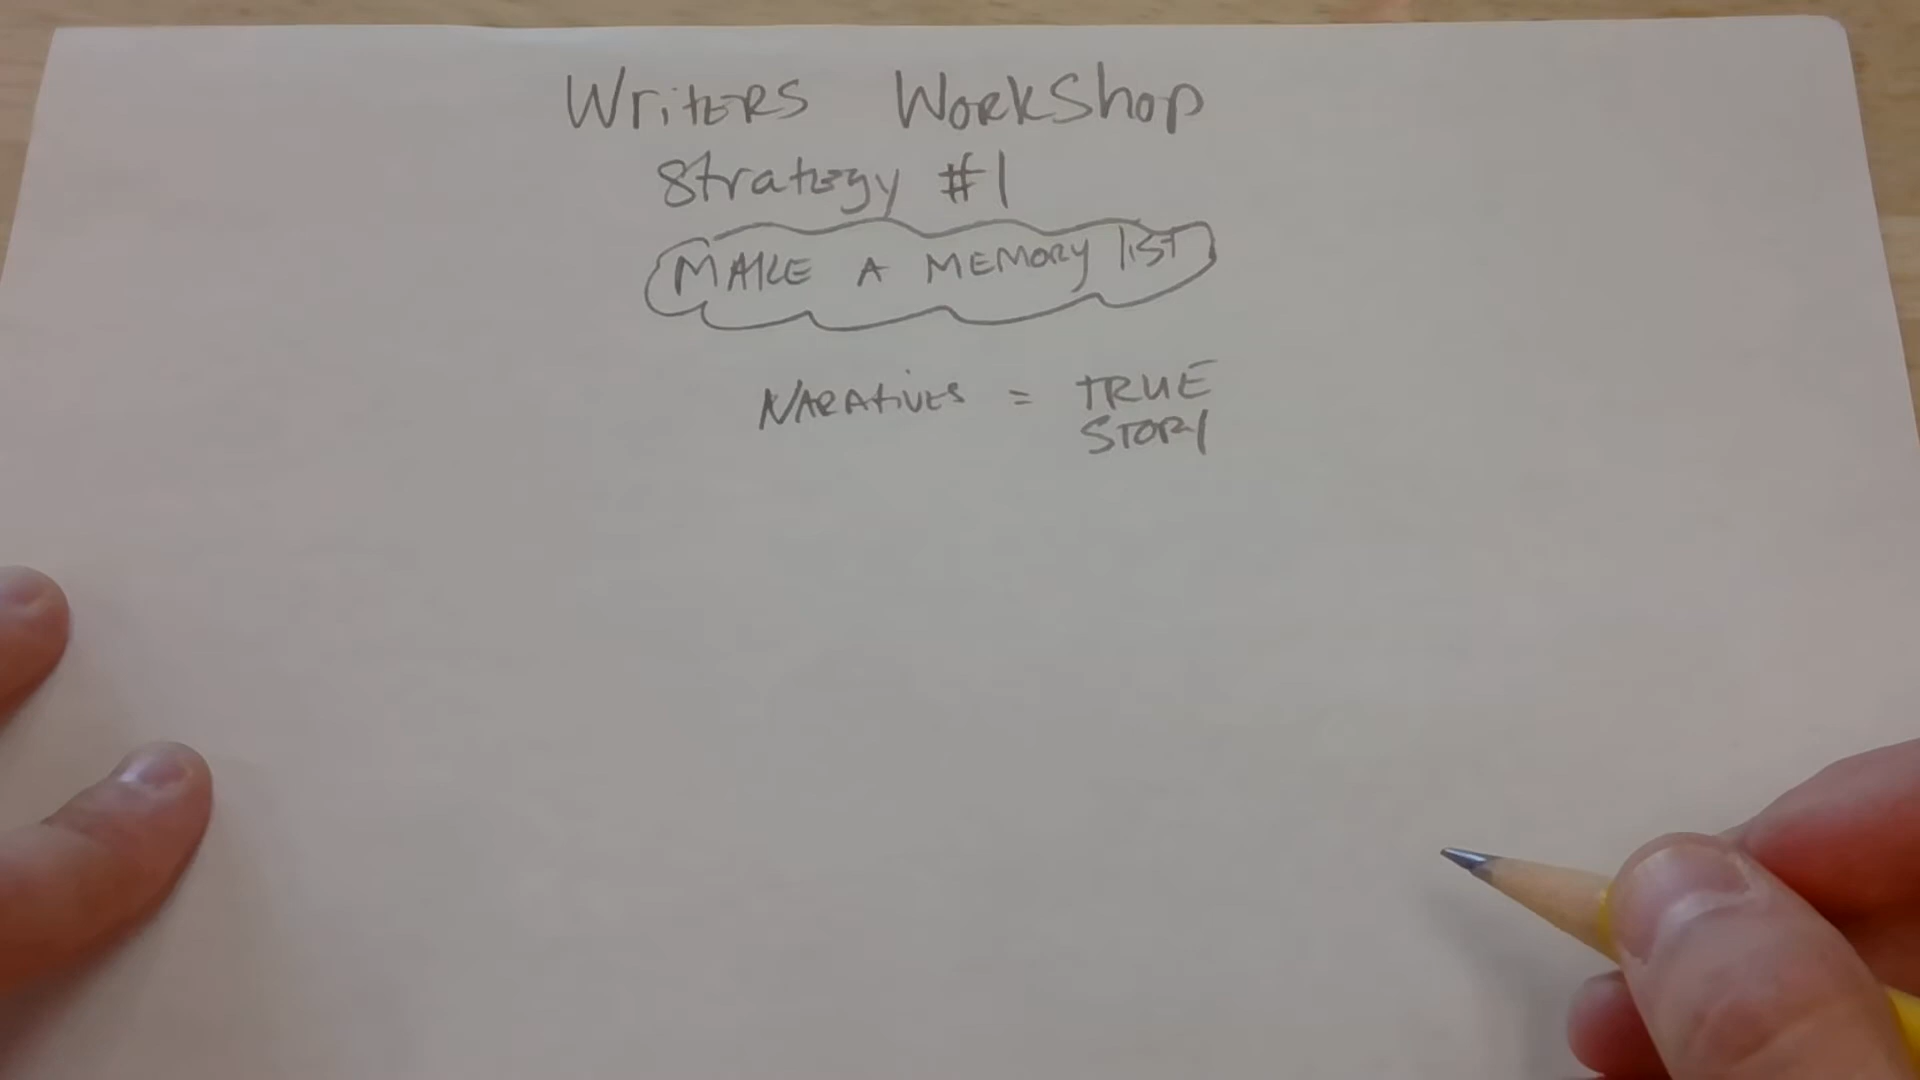 Writers Workshop
Strategy #1
MAKE A MEMORY list
NARATIVES = TRUE
STORY